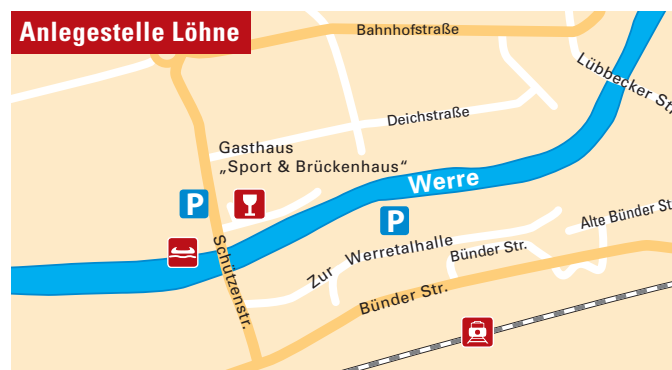 Anlegestelle Löhne
Bahnhofstraße
Lübbecker Str.
Deichstraße
Gasthaus
„Sport & Brückenhaus“
Werre
P
P
Schützenstr.
Zur Werretalhalle
Alte Bünder St
Bünder Str.
Bünder Str.